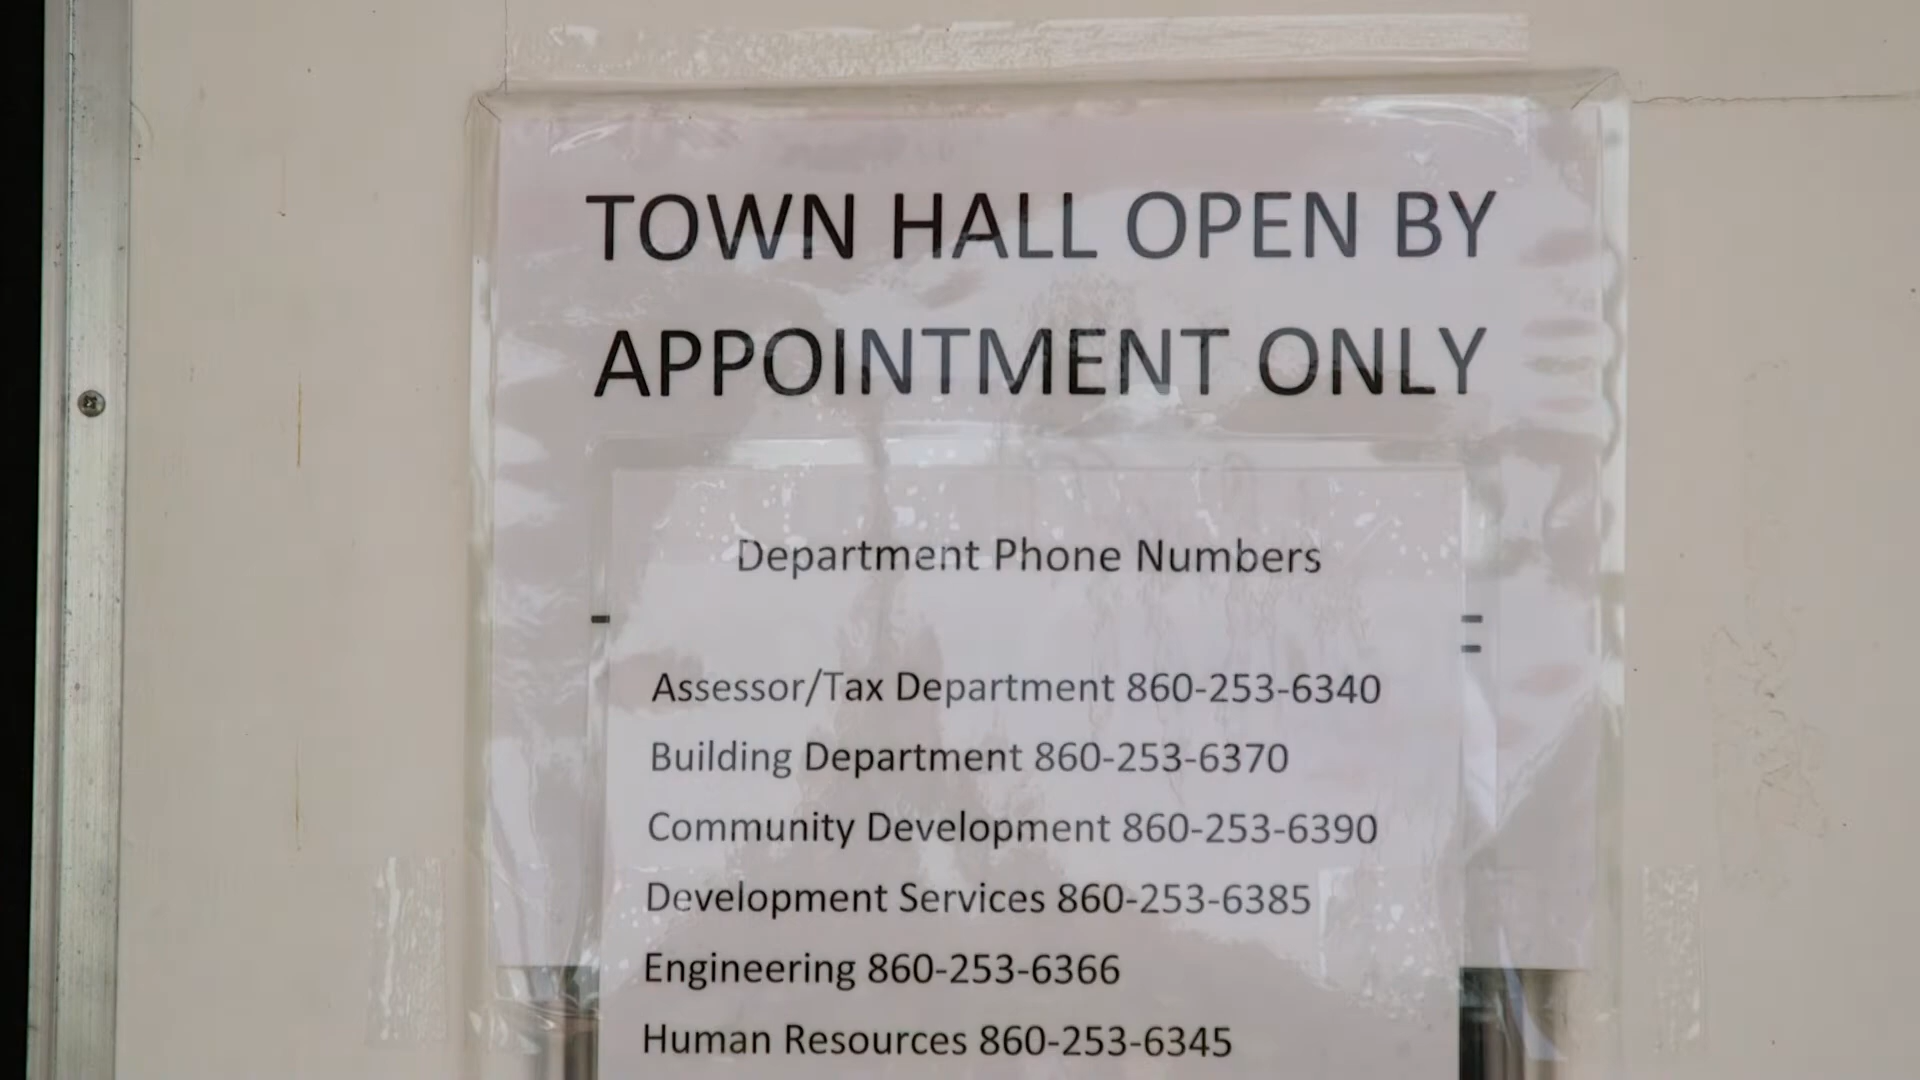 TOWN HALL OPEN BY
APPOINTMENT ONLY
Department Phone Numbers
Assessor/Tax Department 860-253-6340
Building Department 860-253-6370
Community Development 860-253-6390
Development Services 860-253-6385
Engineering 860-253-6366
Human Resources 860-253-6345